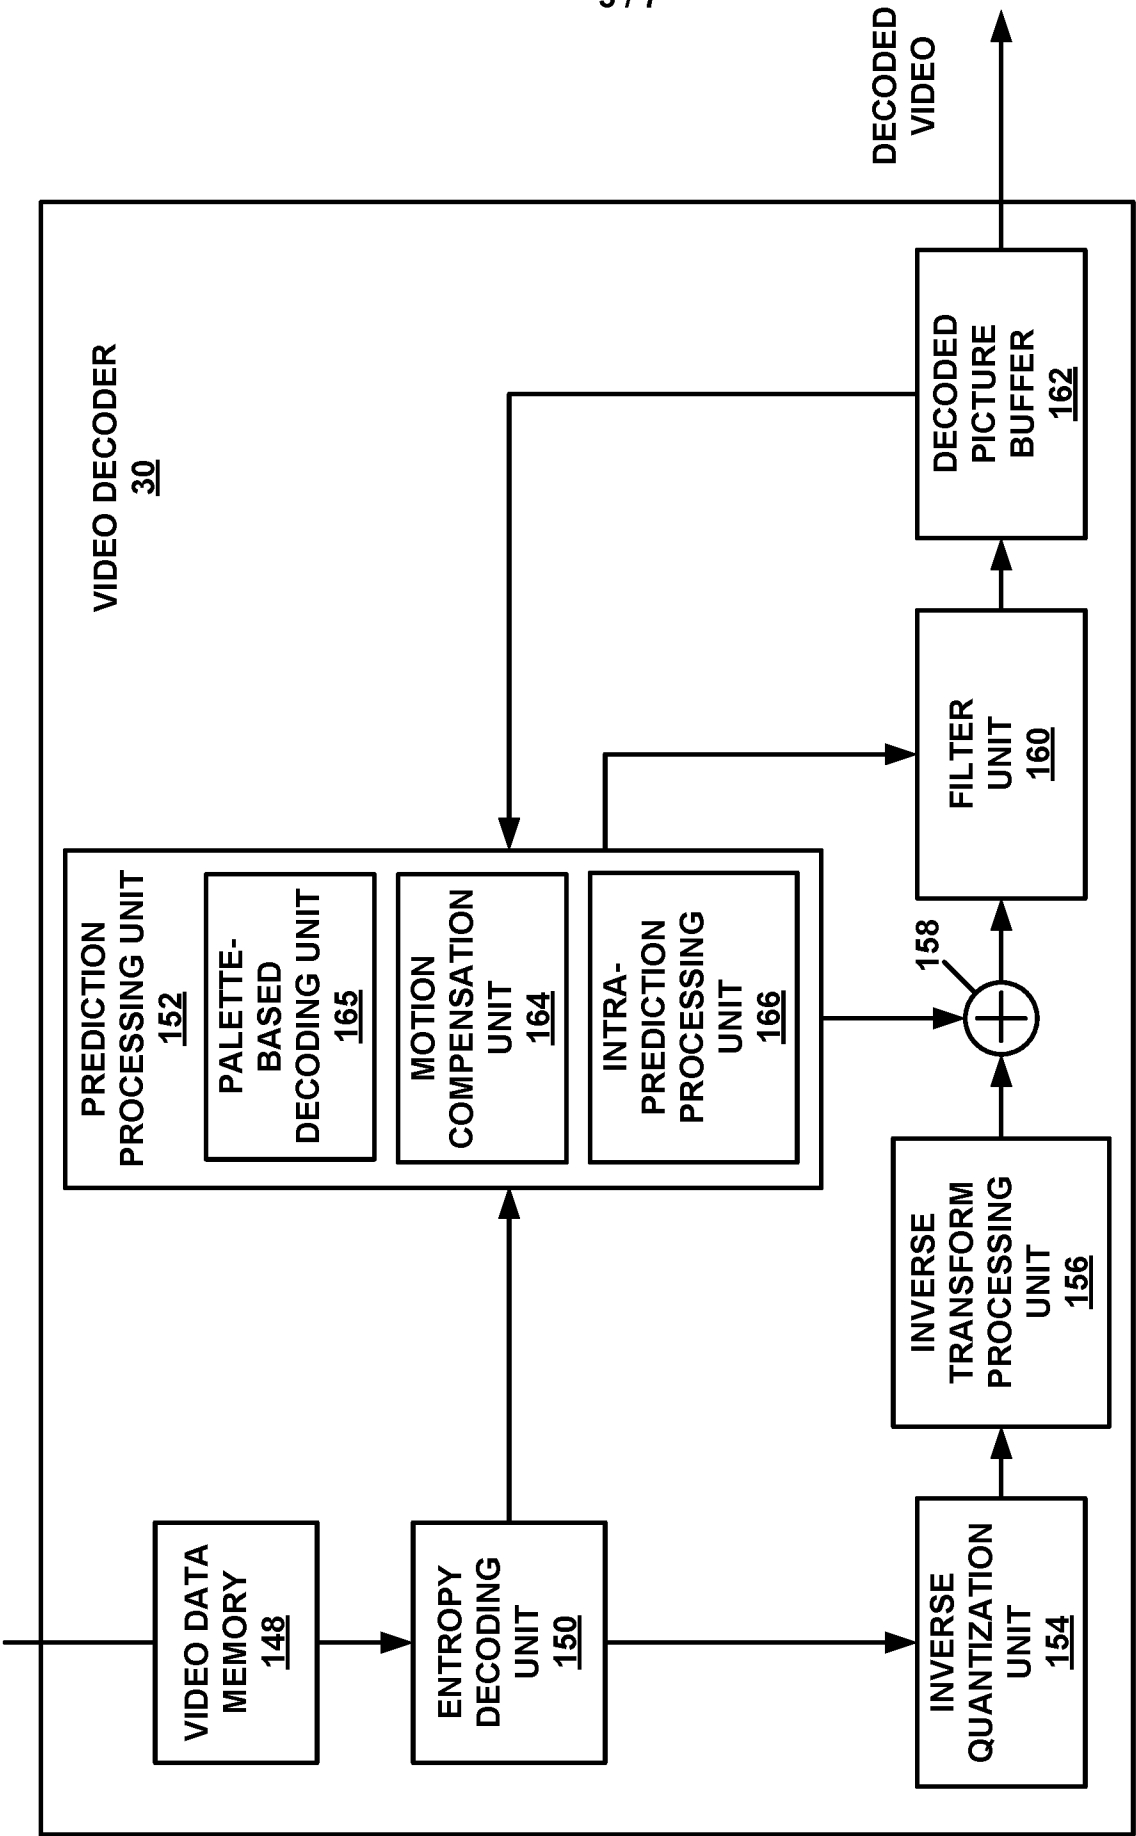 VIDEO DECODER
30
VIDEO DATA
MEMORY
148
ENTROPY
DECODING
UNIT
150
PREDICTION
PROCESSING UNIT
152
PALETTE-
BASED
DECODING UNIT
165
MOTION
COMPENSATION
UNIT
164
INTRA-
PREDICTION
PROCESSING
UNIT
166
INVERSE
QUANTIZATION
UNIT
154
INVERSE
TRANSFORM
PROCESSING
UNIT
156
158
FILTER
UNIT
160
DECODED
PICTURE
BUFFER
162
DECODED
VIDEO